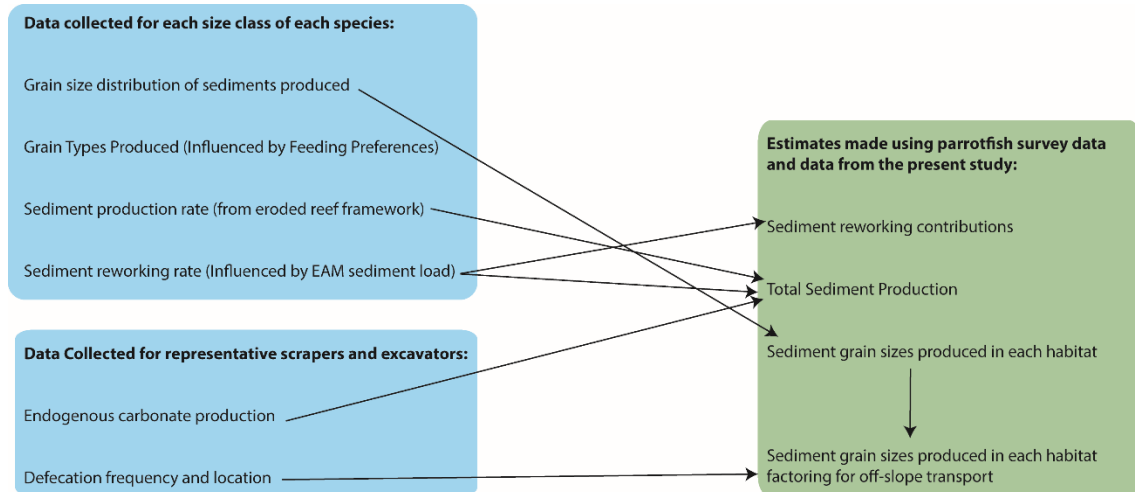 Data collected for each size class of each species:
Grain size distribution of sediments produced
Grain Types Produced (Influenced by Feeding Preferences)
Sediment production rate (from eroded reef framework)
Sediment reworking rate (Influenced by EAM sediment load)
Data Collected for representative scrapers and excavators:
Endogenous carbonate production
Defecation frequency and location
Estimates made using parrotfish survey data
and data from the present study:
Sediment reworking contributions
Total Sediment Production
Sediment grain sizes produced in each habitat
Sediment grain sizes produced in each habitat
factoring for off-slope transport